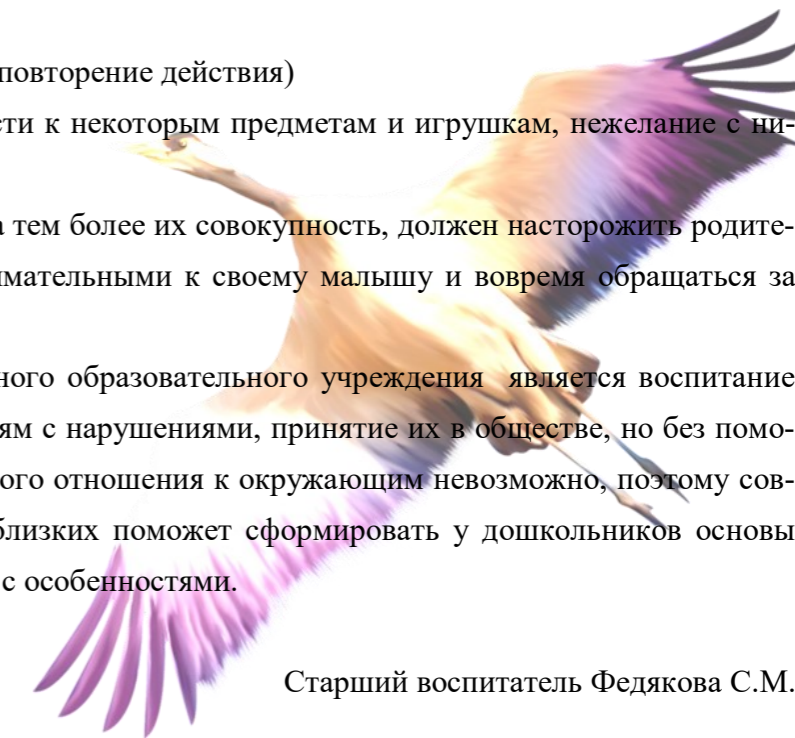 повторение действия)
сти к некоторым предметам и игрушкам, нежелание с ни-
а тем более их совокупность, должен насторожить родите-
имательными к своему малышу и вовремя обращаться за
ного образовательного учреждения является воспитание
ям с нарушениями, принятие их в обществе, но без помо-
ого отношения к окружающим невозможно, поэтому сов-
близких поможет сформировать у дошкольников основы
с особенностями.
Старший воспитатель Федякова С.М.